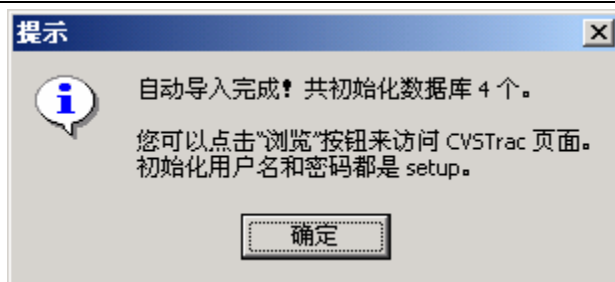 提示
自动导入完成！共初始化数据库 4 个。
您可以点击“浏览”按钮来访问 CVSTrac 页面。
初始化用户名和密码都是 setup。
确定